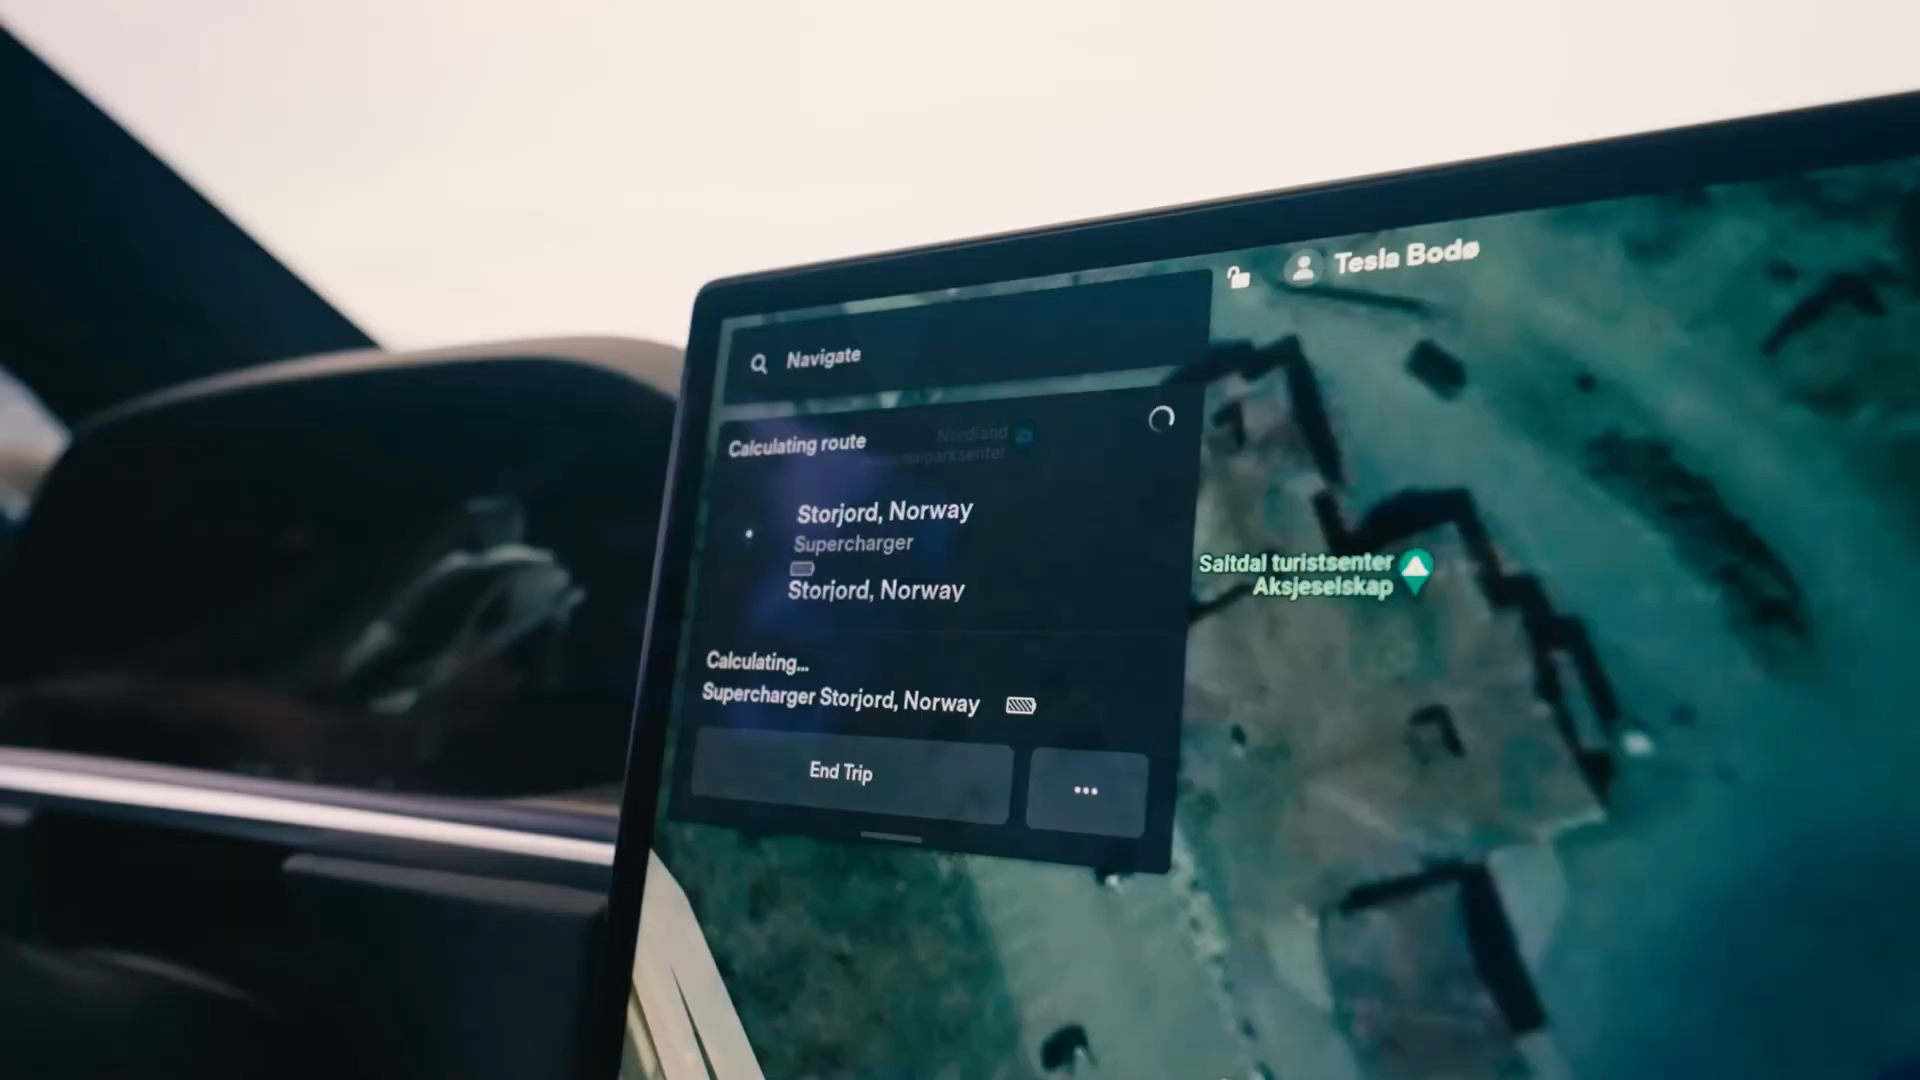 Tesla Bodø
Navigate
Calculating route
Nordland
Storjord, Norway
Supercharger
Storjord, Norway
Saltdal turistsenter
Aksjeselskap
Calculating...
Supercharger Storjord, Norway
End Trip